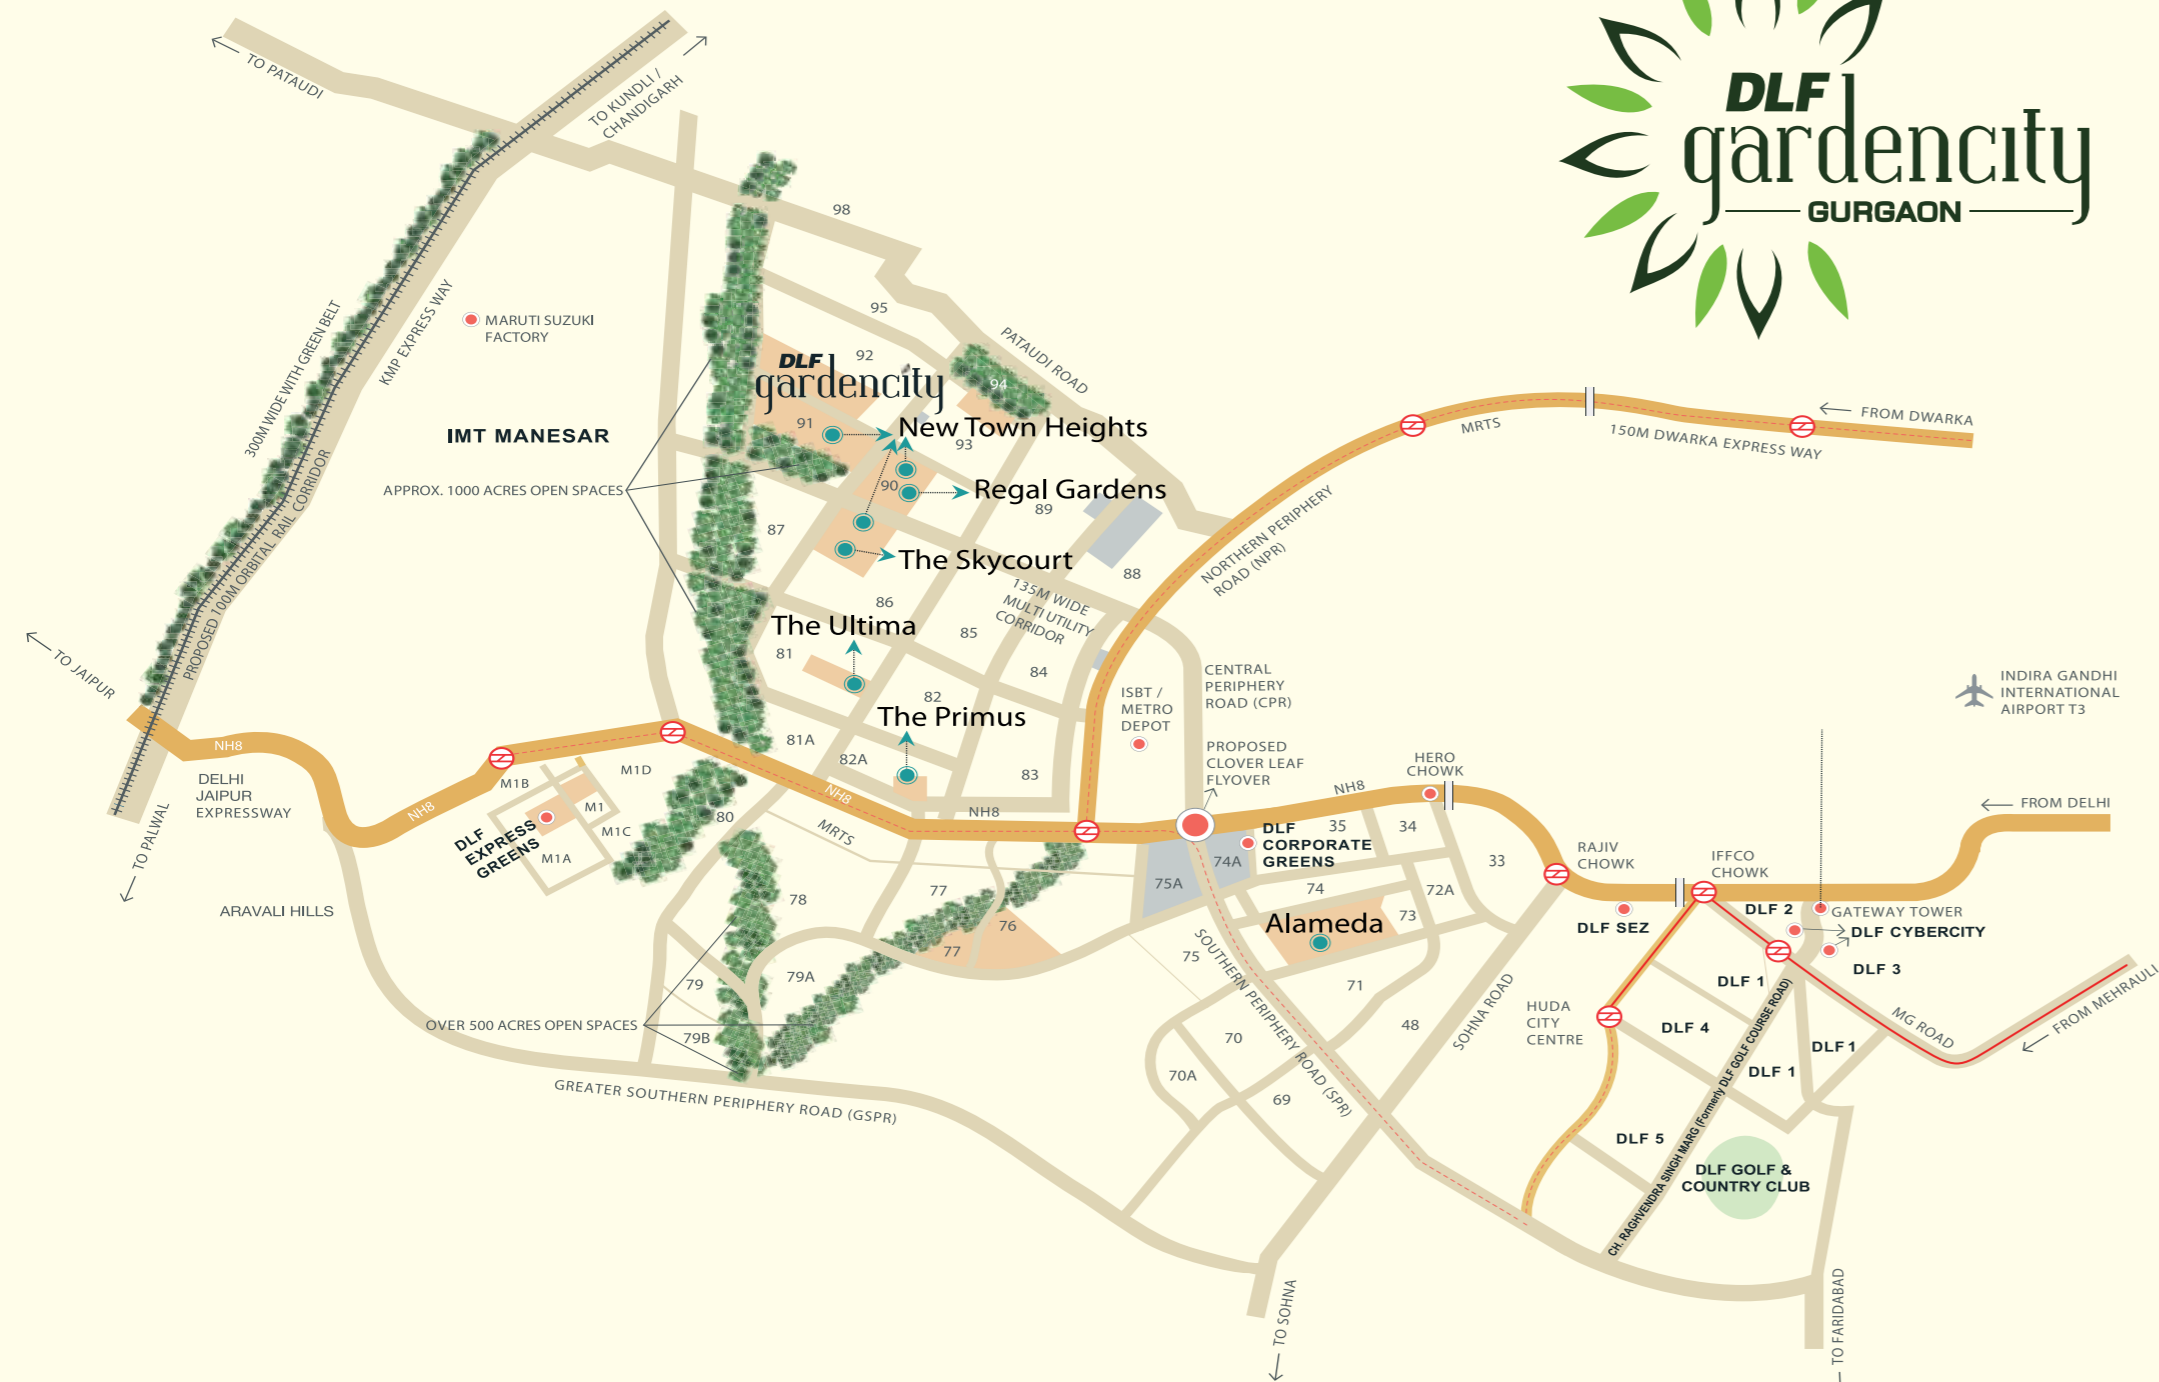 DLF
gardencity
GURGAON
TO PATAUDI
TO KUNDLI /
CHANDIGARH
98
95
92
PATAUDI ROAD
94
300M WIDE WITH GREEN BELT
KMP EXPRESS WAY
PROPOSED 100M ORBITAL RAIL CORRIDOR
MARUTI SUZUKI
FACTORY
IMT MANESAR
APPROX. 1000 ACRES OPEN SPACES
DLF
gardencity
91
New Town Heights
93
90
Regal Gardens
89
87
The Skycourt
88
135M WIDE
MULTI UTILITY
CORRIDOR
86
85
84
The Ultima
81
82
The Primus
81A
82A
83
MRTS
FROM DWARKA
150M DWARKA EXPRESS WAY
NORTHERN PERIPHERY
ROAD (NPR)
CENTRAL
PERIPHERY
ROAD (CPR)
ISBT /
METRO
DEPOT
PROPOSED
CLOVER LEAF
FLYOVER
INDIRA GANDHI
INTERNATIONAL
AIRPORT T3
TO JAIPUR
NH8
DELHI
JAIPUR
EXPRESSWAY
TO PALWAL
NH8
M1B
M1D
M1
M1C
M1A
DLF
EXPRESS
GREENS
80
NH8
MRTS
NH8
NH8
HERO
CHOWK
FROM DELHI
ARAVALI HILLS
78
77
77
76
79
79A
79B
OVER 500 ACRES OPEN SPACES
GREATER SOUTHERN PERIPHERY ROAD (GSPR)
75A
74A
DLF
CORPORATE
GREENS
35
34
33
74
72A
73
Alameda
75
71
48
70
70A
69
SOUTHERN PERIPHERY ROAD (SPR)
SOHNA ROAD
TO SOHNA
RAJIV
CHOWK
IFFCO
CHOWK
DLF SEZ
DLF 2
GATEWAY TOWER
DLF CYBERCITY
DLF 3
DLF 1
HUDA
CITY
CENTRE
DLF 4
DLF 1
DLF 1
MG ROAD
FROM MEHRAULI
DLF 5
CH. RAGHVENDRA SINGH MARG (Formerly DLF GOLF COURSE ROAD)
DLF GOLF &
COUNTRY CLUB
TO FARIDABAD